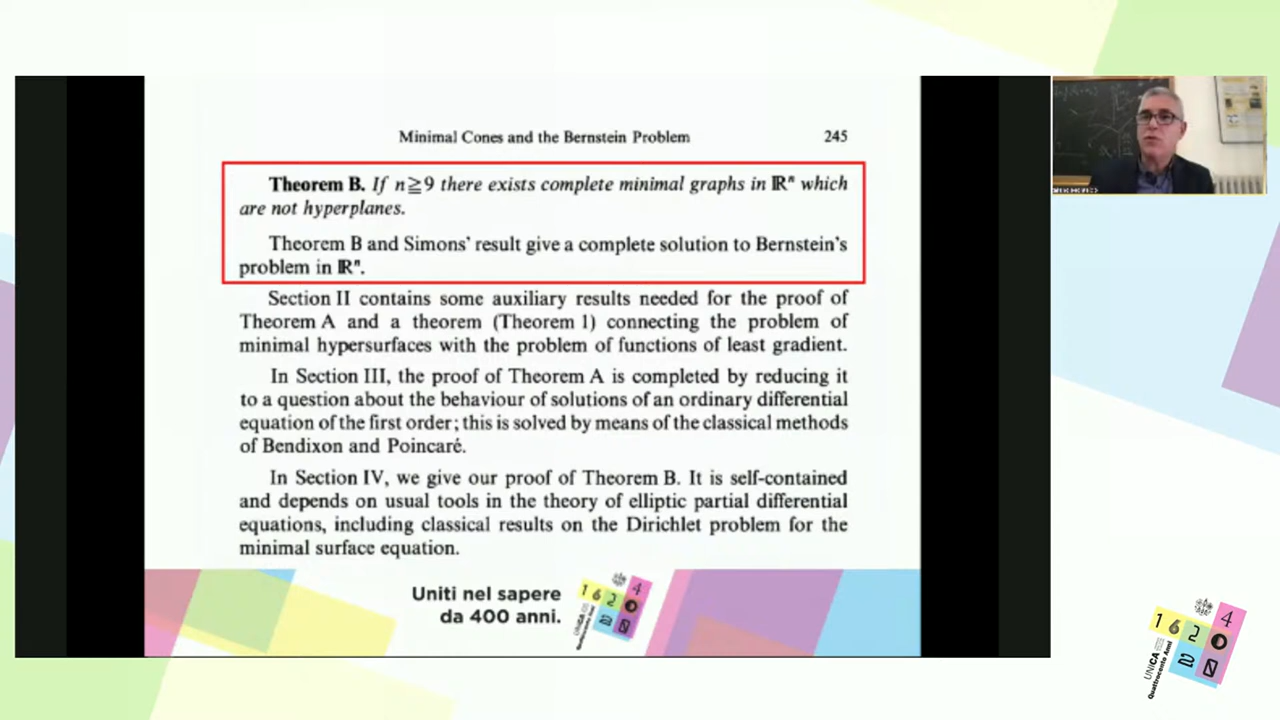 Minimal Cones and the Bernstein Problem 245
Theorem B. If n≧9 there exists complete minimal graphs in ℝⁿ which
are not hyperplanes.
Theorem B and Simons' result give a complete solution to Bernstein's
problem in ℝⁿ.
Section II contains some auxiliary results needed for the proof of
Theorem A and a theorem (Theorem 1) connecting the problem of
minimal hypersurfaces with the problem of functions of least gradient.
In Section III, the proof of Theorem A is completed by reducing it
to a question about the behaviour of solutions of an ordinary differential
equation of the first order; this is solved by means of the classical methods
of Bendixon and Poincaré.
In Section IV, we give our proof of Theorem B. It is self-contained
and depends on usual tools in the theory of elliptic partial differential
equations, including classical results on the Dirichlet problem for the
minimal surface equation.
Uniti nel sapere
da 400 anni.
1624
20
UNICA
1624
20
UNICA
Quattrocento Anni